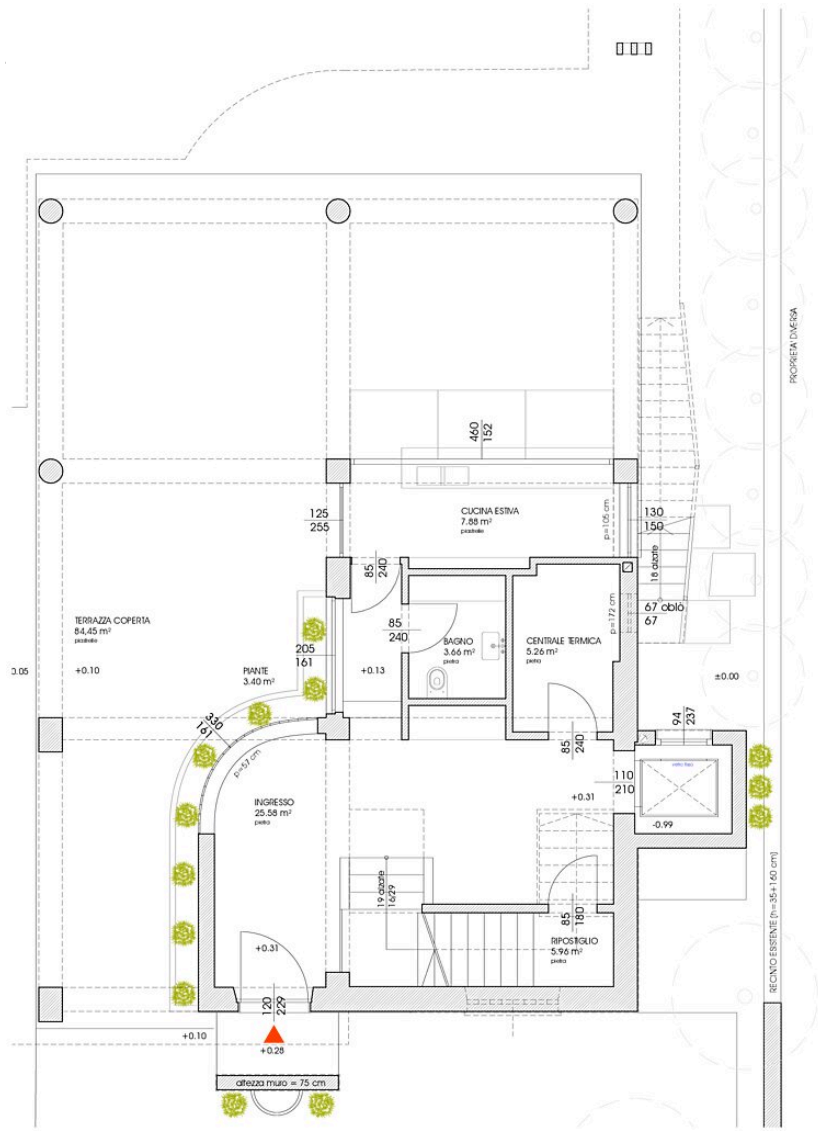 PROPRIETA' DIVERSA
460
152
CUCINA ESTIVA
7.88 m²
piastrelle
125
255
p=105 cm
130
150
18 alzate
85
240
67 oblò
67
p=172 cm
TERRAZZA COPERTA
84,45 m²
piastrelle
85
240
BAGNO
3.66 m²
pietra
CENTRALE TERMICA
5.26 m²
pietra
205
161
0.05
+0.10
PIANTE
3.40 m²
+0.13
±0.00
330
161
94
237
p=57 cm
85
240
110
210
+0.31
-0.99
INGRESSO
25.58 m²
pietra
19 alzate
16/29
85
180
RIPOSTIGLIO
5.96 m²
pietra
RECINTO ESISTENTE [h=35+160 cm]
+0.31
120
229
+0.10
+0.28
altezza muro = 75 cm